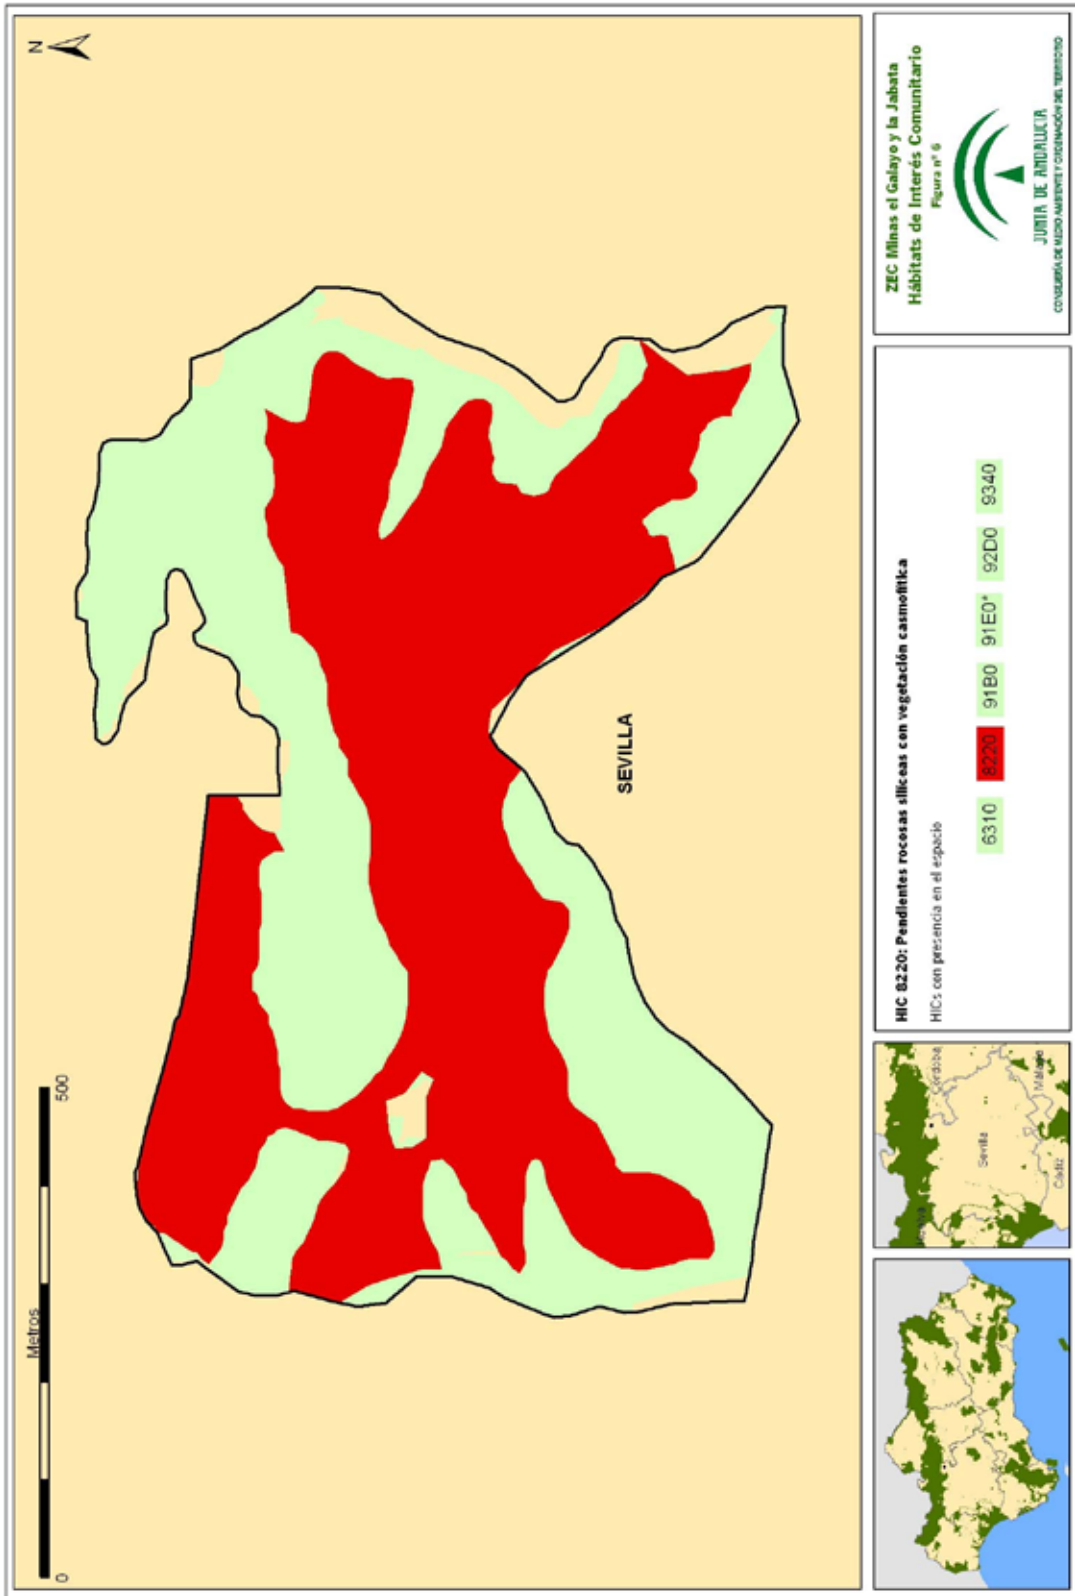 N
Metros
0
500
SEVILLA
ZEC Minas el Galayo y la Jabata
Hábitats de Interés Comunitario
Figura nº 6
JUNTA DE ANDALUCIA
CONSEJERÍA DE MEDIO AMBIENTE Y ORDENACIÓN DEL TERRITORIO
HIC 8220: Pendientes rocosas silíceas con vegetación casmofítica
HICs con presencia en el espacio
6310 8220 91B0 91E0* 92D0 9340
Córdoba
Huelva
Sevilla
Málaga
Cádiz